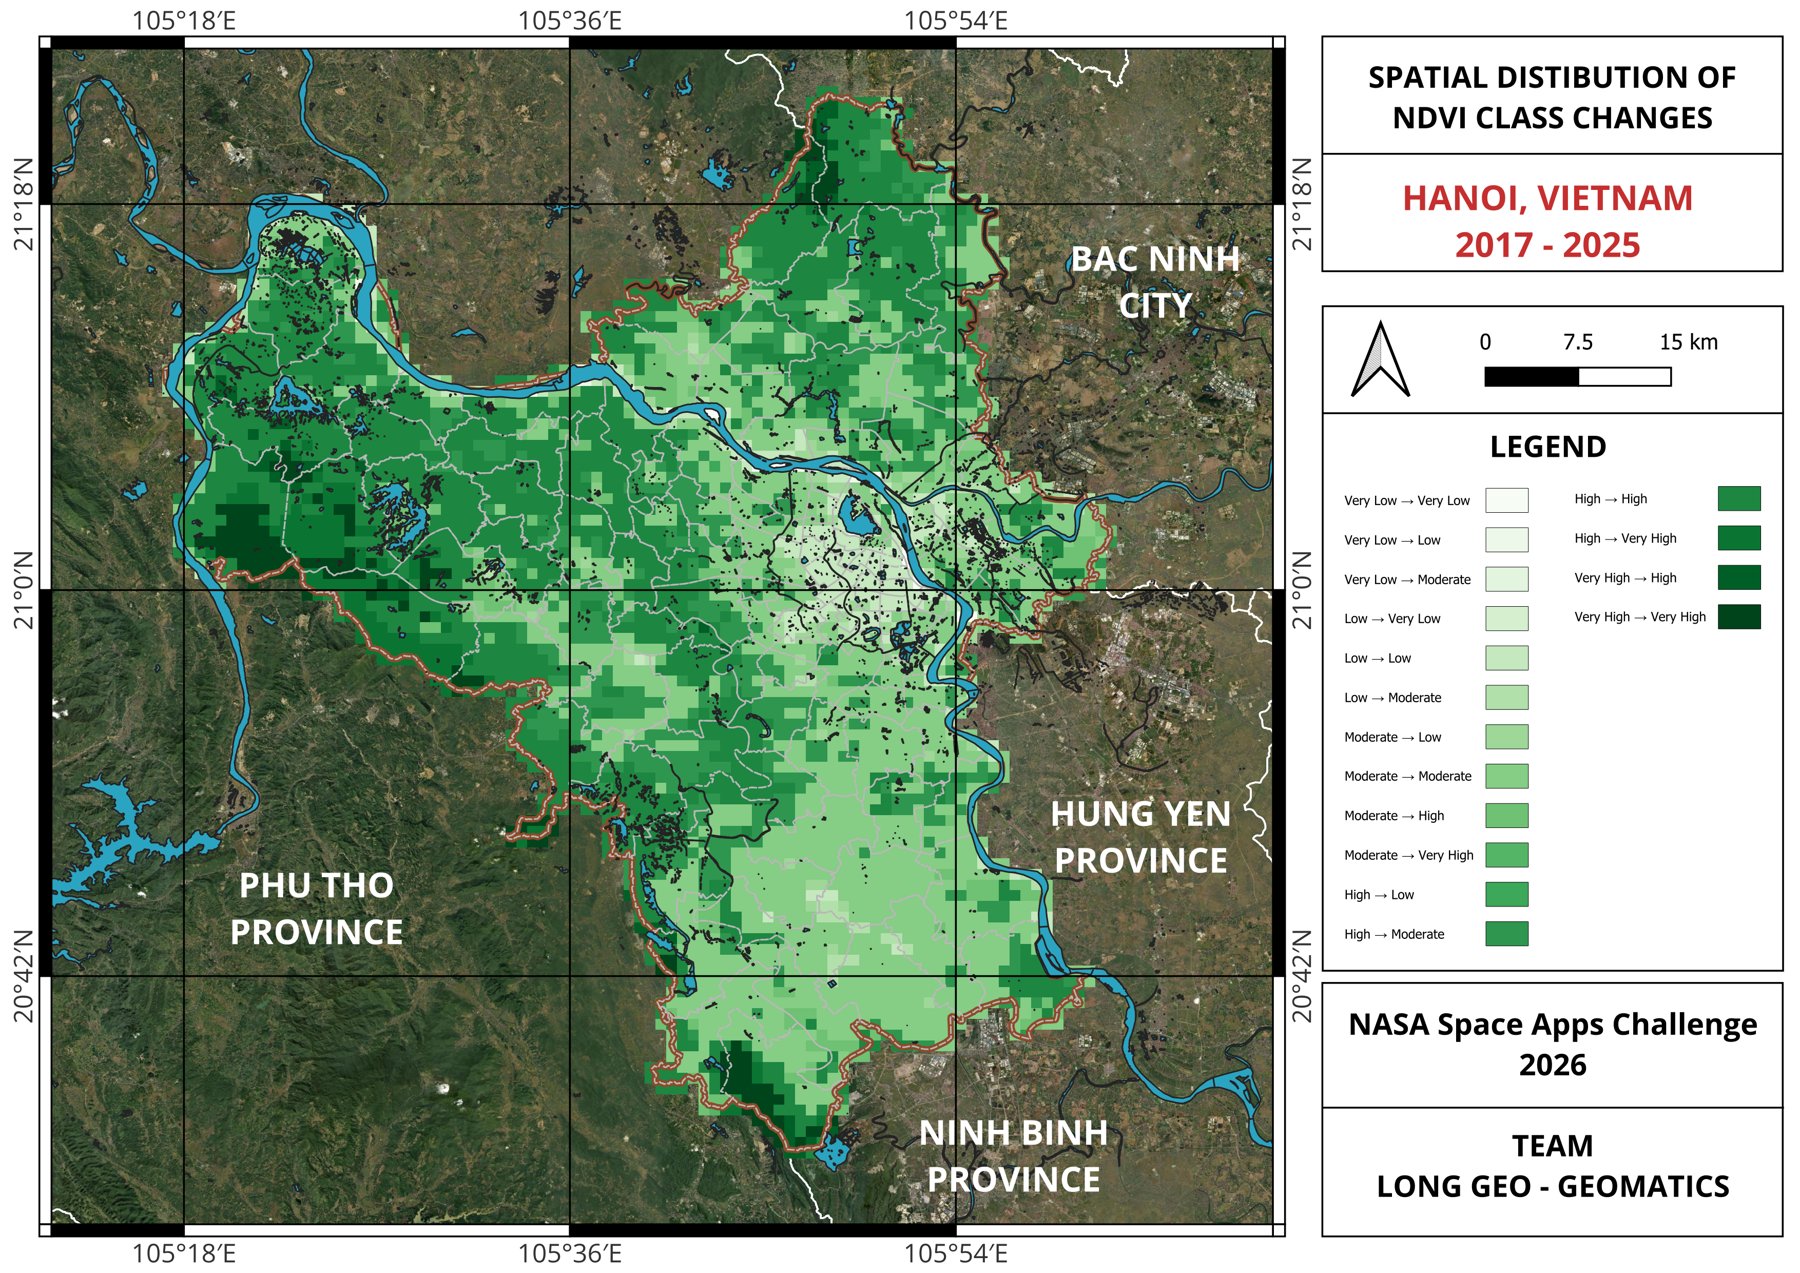 105°18′E
105°36′E
105°54′E
21°18′N
21°0′N
20°42′N
21°18′N
21°0′N
20°42′N
105°18′E
105°36′E
105°54′E
BAC NINH
CITY
HUNG YEN
PROVINCE
PHU THO
PROVINCE
NINH BINH
PROVINCE
SPATIAL DISTIBUTION OF
NDVI CLASS CHANGES
HANOI, VIETNAM
2017 - 2025
0 7.5 15 km
LEGEND
Very Low → Very Low
Very Low → Low
Very Low → Moderate
Low → Very Low
Low → Low
Low → Moderate
Moderate → Low
Moderate → Moderate
Moderate → High
Moderate → Very High
High → Low
High → Moderate
High → High
High → Very High
Very High → High
Very High → Very High
NASA Space Apps Challenge
2026
TEAM
LONG GEO - GEOMATICS